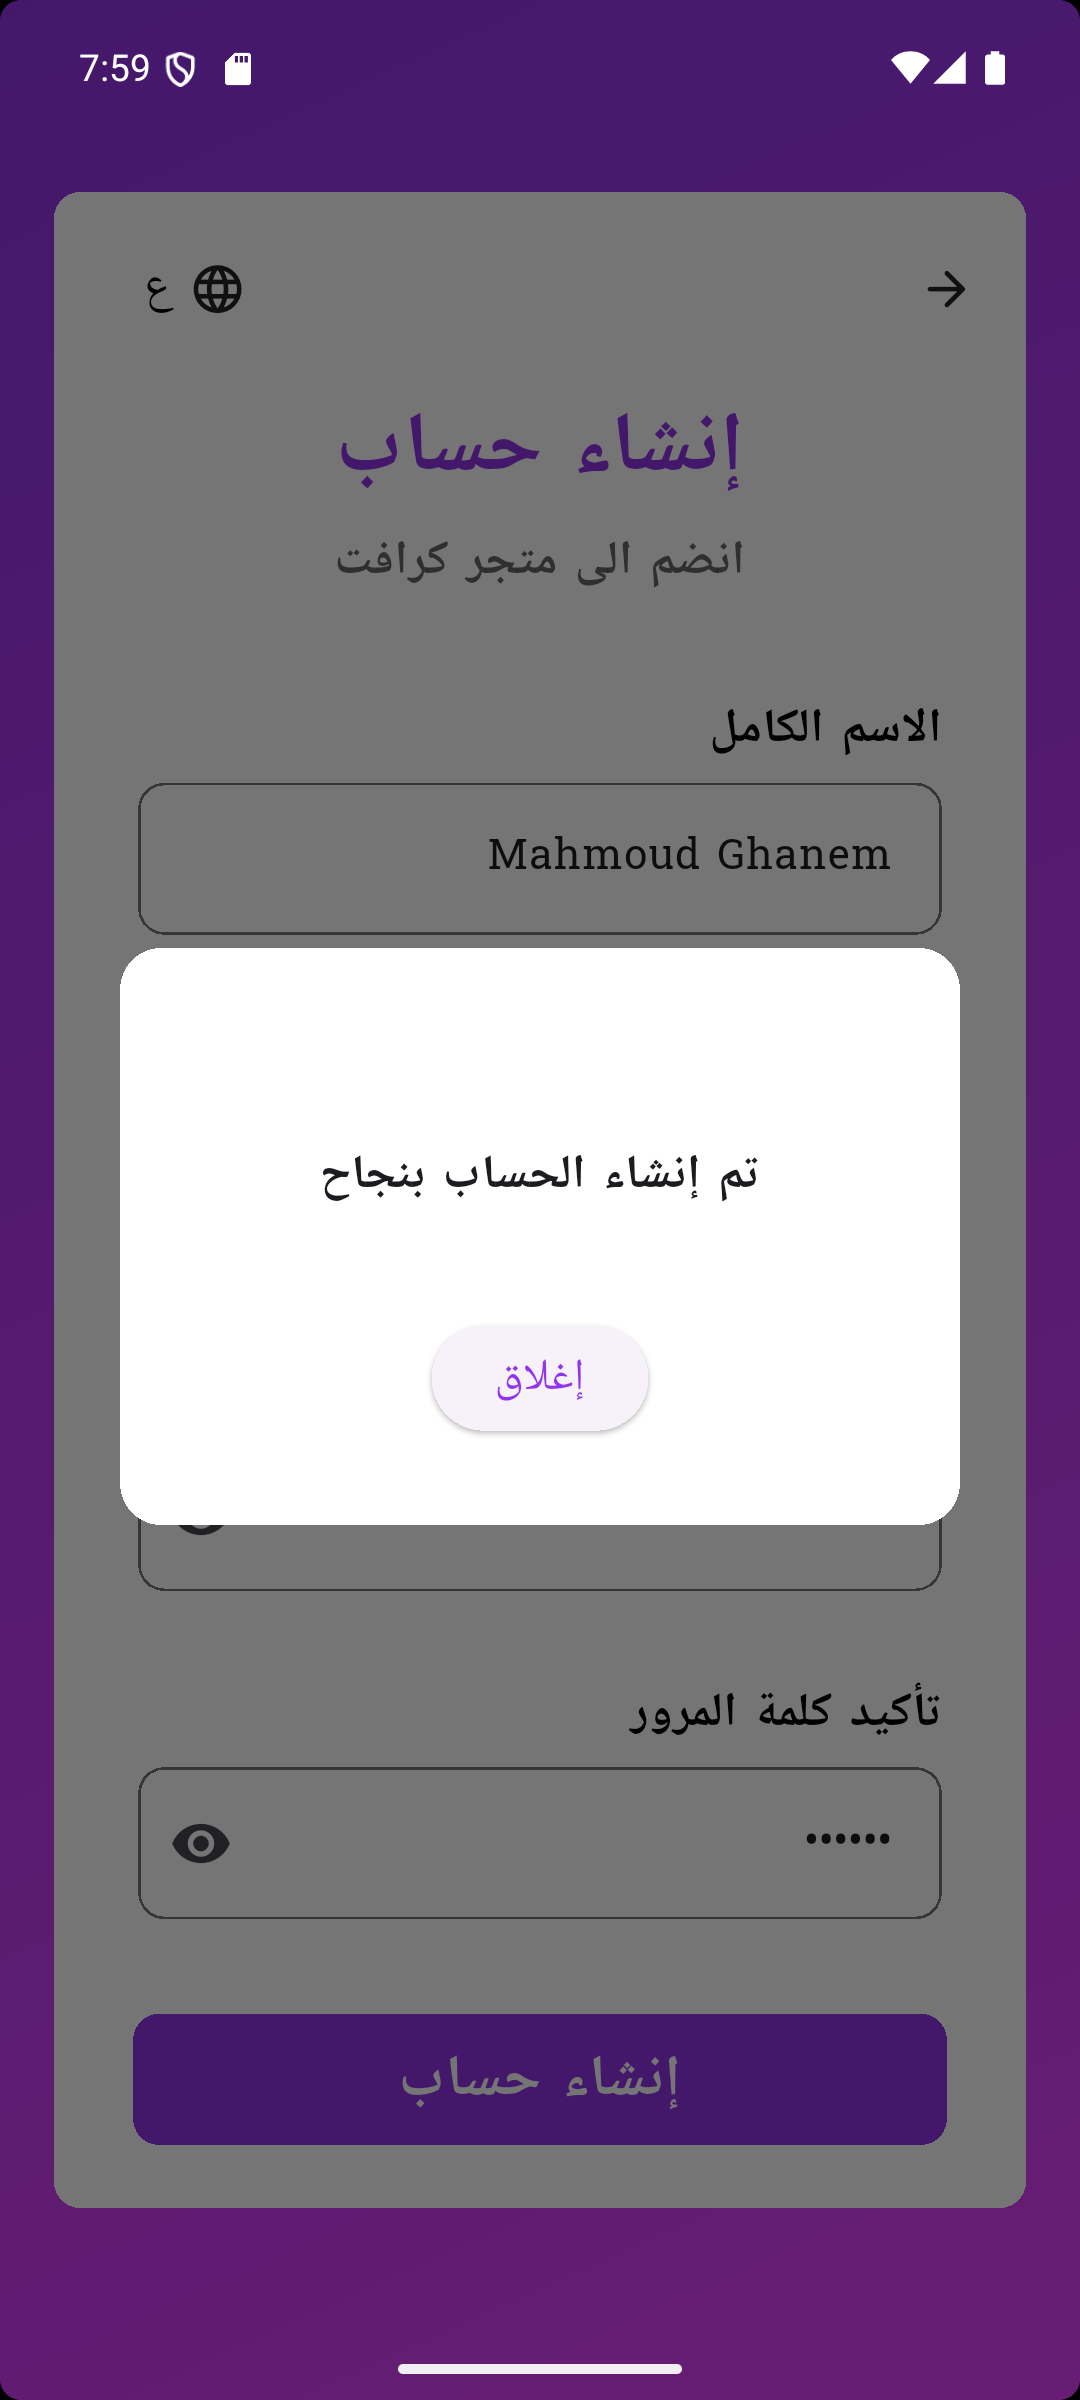 7:59
ع
إنشاء حساب
انضم الى متجر كرافت
الاسم الكامل
Mahmoud Ghanem
تم إنشاء الحساب بنجاح
إغلاق
تأكيد كلمة المرور
••••••
إنشاء حساب